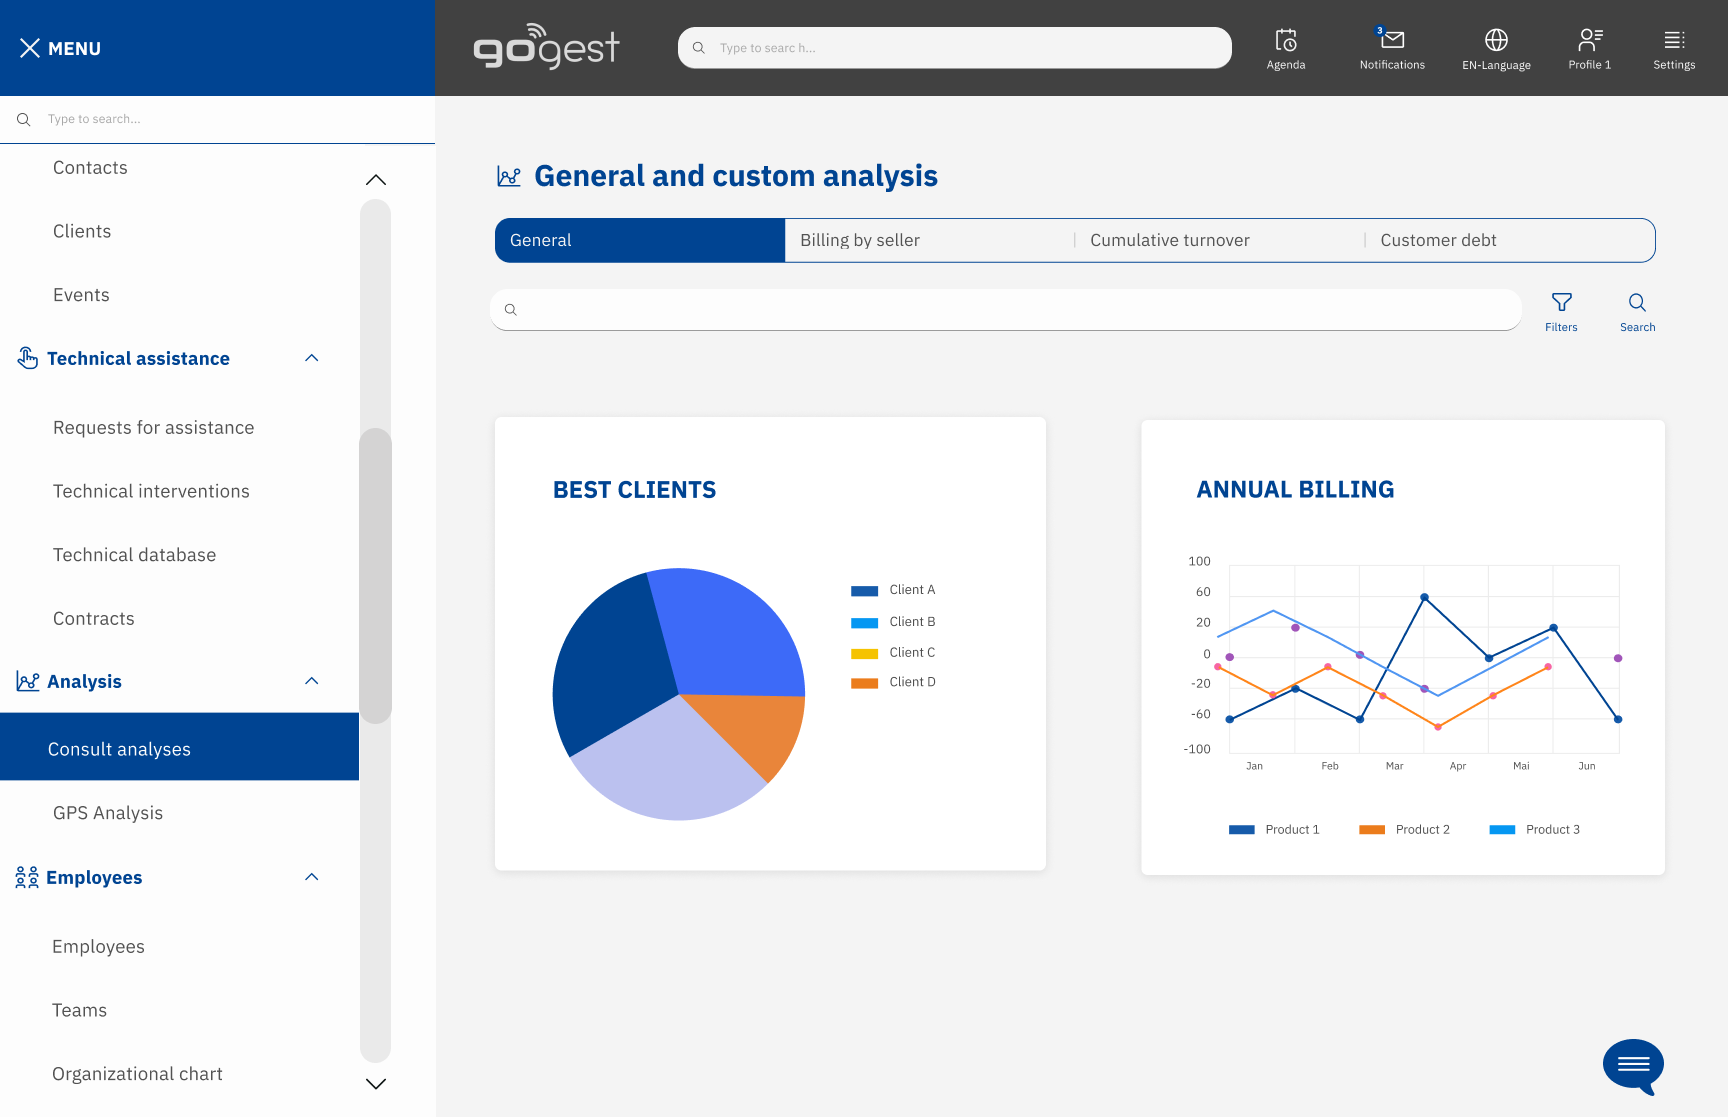 MENU
gogest
Type to searc h...
Agenda
3
Notifications
EN-Language
Profile 1
Settings
Type to search...
Contacts
Clients
Events
Technical assistance
Requests for assistance
Technical interventions
Technical database
Contracts
Analysis
Consult analyses
GPS Analysis
Employees
Employees
Teams
Organizational chart
General and custom analysis
General
Billing by seller
Cumulative turnover
Customer debt
Filters
Search
BEST CLIENTS
Client A
Client B
Client C
Client D
ANNUAL BILLING
100
60
20
0
-20
-60
-100
Jan Feb Mar Apr Mai Jun
Product 1 Product 2 Product 3